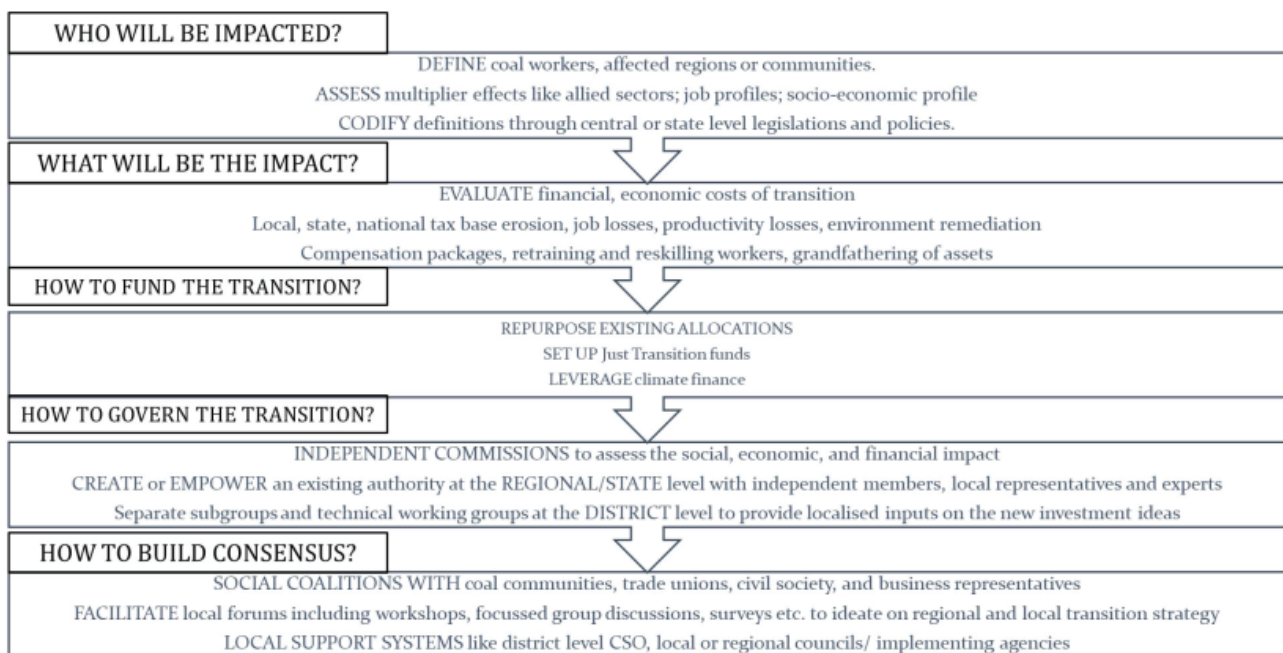 WHO WILL BE IMPACTED?
DEFINE coal workers, affected regions or communities.
ASSESS multiplier effects like allied sectors; job profiles; socio-economic profile
CODIFY definitions through central or state level legislations and policies.
WHAT WILL BE THE IMPACT?
EVALUATE financial, economic costs of transition
Local, state, national tax base erosion, job losses, productivity losses, environment remediation
Compensation packages, retraining and reskilling workers, grandfathering of assets
HOW TO FUND THE TRANSITION?
REPURPOSE EXISTING ALLOCATIONS
SET UP Just Transition funds
LEVERAGE climate finance
HOW TO GOVERN THE TRANSITION?
INDEPENDENT COMMISSIONS to assess the social, economic, and financial impact
CREATE or EMPOWER an existing authority at the REGIONAL/STATE level with independent members, local representatives and experts
Separate subgroups and technical working groups at the DISTRICT level to provide localised inputs on the new investment ideas
HOW TO BUILD CONSENSUS?
SOCIAL COALITIONS WITH coal communities, trade unions, civil society, and business representatives
FACILITATE local forums including workshops, focussed group discussions, surveys etc. to ideate on regional and local transition strategy
LOCAL SUPPORT SYSTEMS like district level CSO, local or regional councils/ implementing agencies